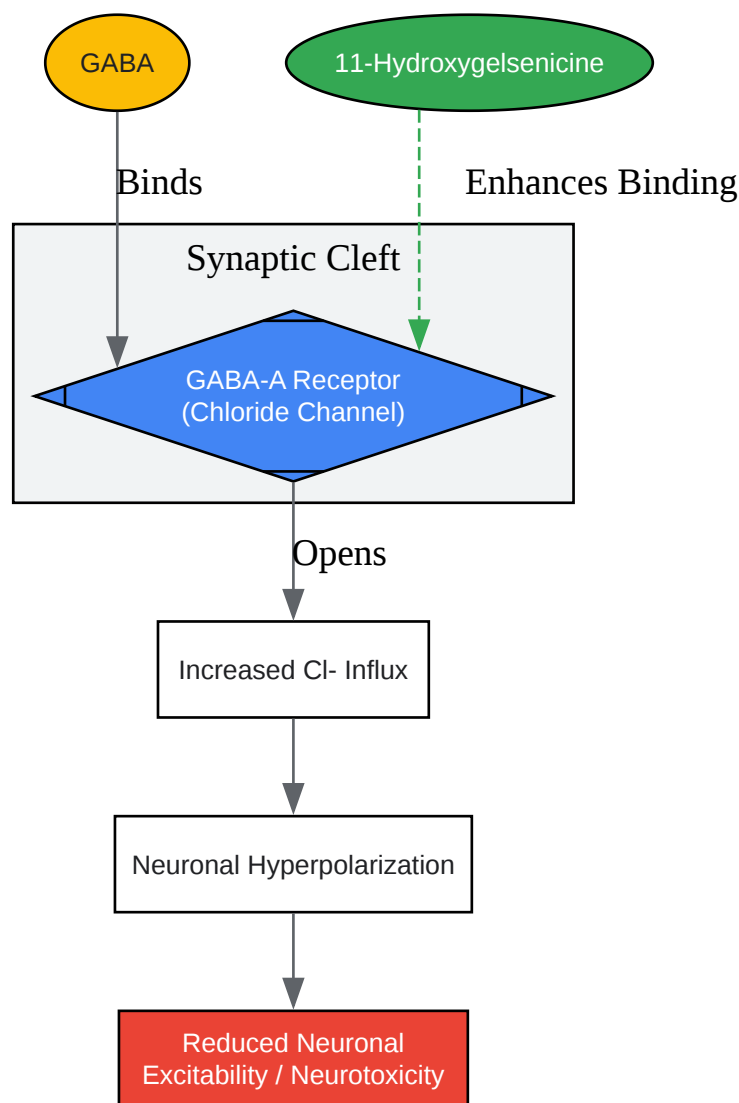 GABA
11-Hydroxygelsenicine
Binds
Enhances Binding
Synaptic Cleft
GABA-A Receptor
(Chloride Channel)
Opens
Increased Cl- Influx
Neuronal Hyperpolarization
Reduced Neuronal
Excitability / Neurotoxicity